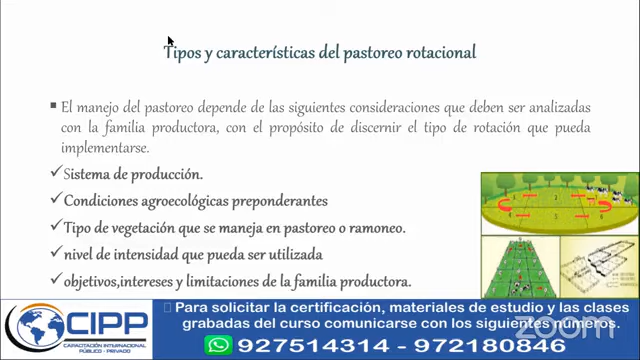 Tipos y características del pastoreo rotacional
El manejo del pastoreo depende de las siguientes consideraciones que deben ser analizadas
con la familia productora, con el propósito de discernir el tipo de rotación que pueda
implementarse.
✓Sistema de producción.
✓Condiciones agroecológicas preponderantes
✓Tipo de vegetación que se maneja en pastoreo o ramoneo.
✓nivel de intensidad que pueda ser utilizada
✓objetivos,intereses y limitaciones de la familia productora.
CIPP
CAPACITACIÓN INTERNACIONAL
PÚBLICO - PRIVADO
Para solicitar la certificación, materiales de estudio y las clases
grabadas del curso comunicarse con los siguientes números.
927514314 - 972180846
zoom